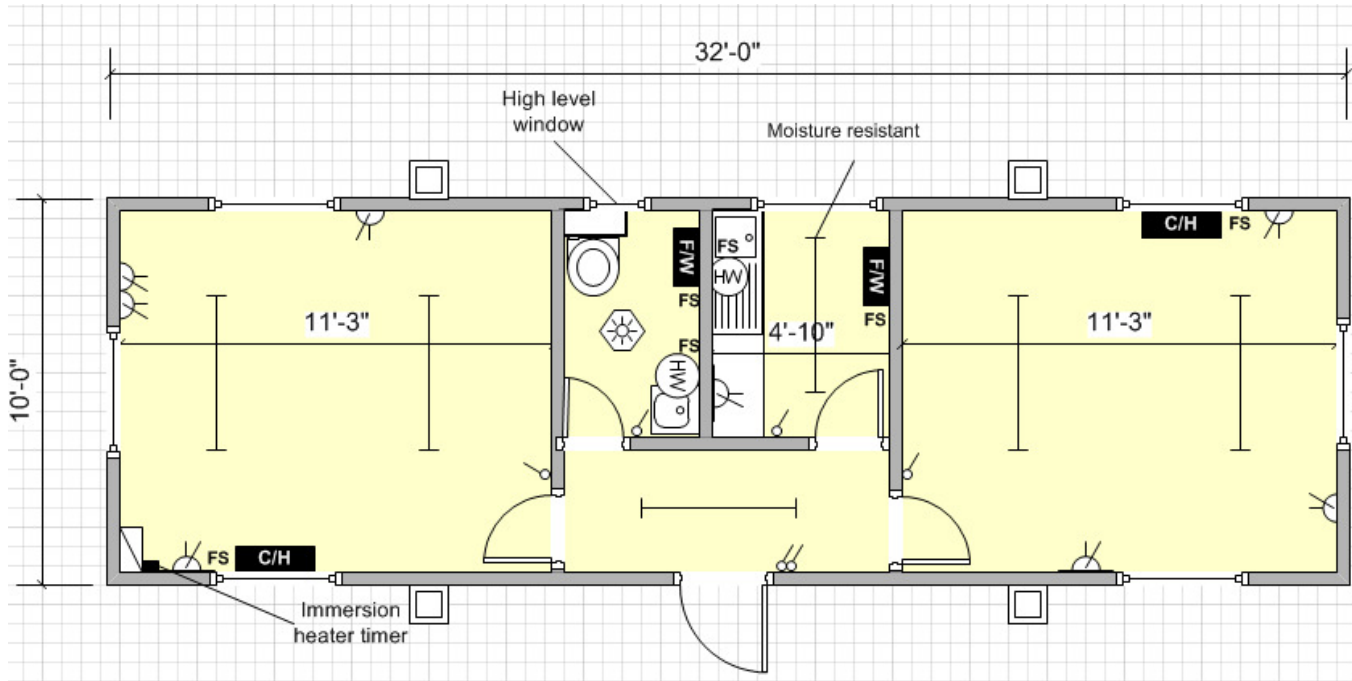 32'-0"
High level
window
Moisture resistant
C/H
FS
FS
F/W
HW
F/W
FS
FS
11'-3"
4'-10"
11'-3"
FS
HW
10'-0"
FS
C/H
Immersion
heater timer